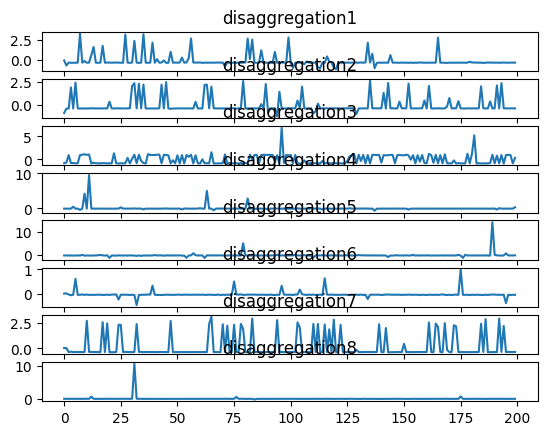 disaggregation1
2.5
0.0
disaggregation2
2.5
0.0
disaggregation3
5
0
disaggregation4
10
0
disaggregation5
10
0
disaggregation6
1
0
disaggregation7
2.5
0.0
disaggregation8
10
0
0 25 50 75 100 125 150 175 200